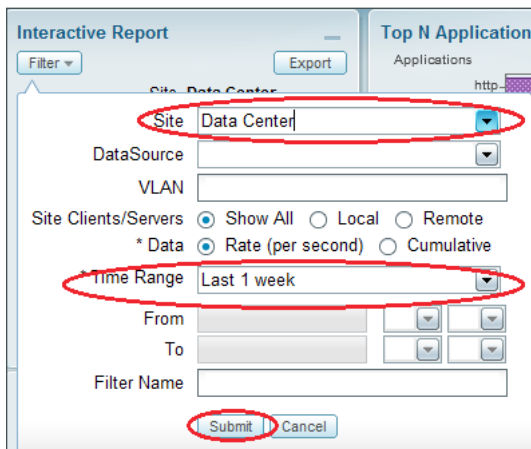 Interactive Report
Top N Application
Filter
Export
Applications
http
Site Data Center
Site Data Center
DataSource
VLAN
Site Clients/Servers Show All Local Remote
* Data Rate (per second) Cumulative
*Time Range Last 1 week
From
To
Filter Name
Submit Cancel